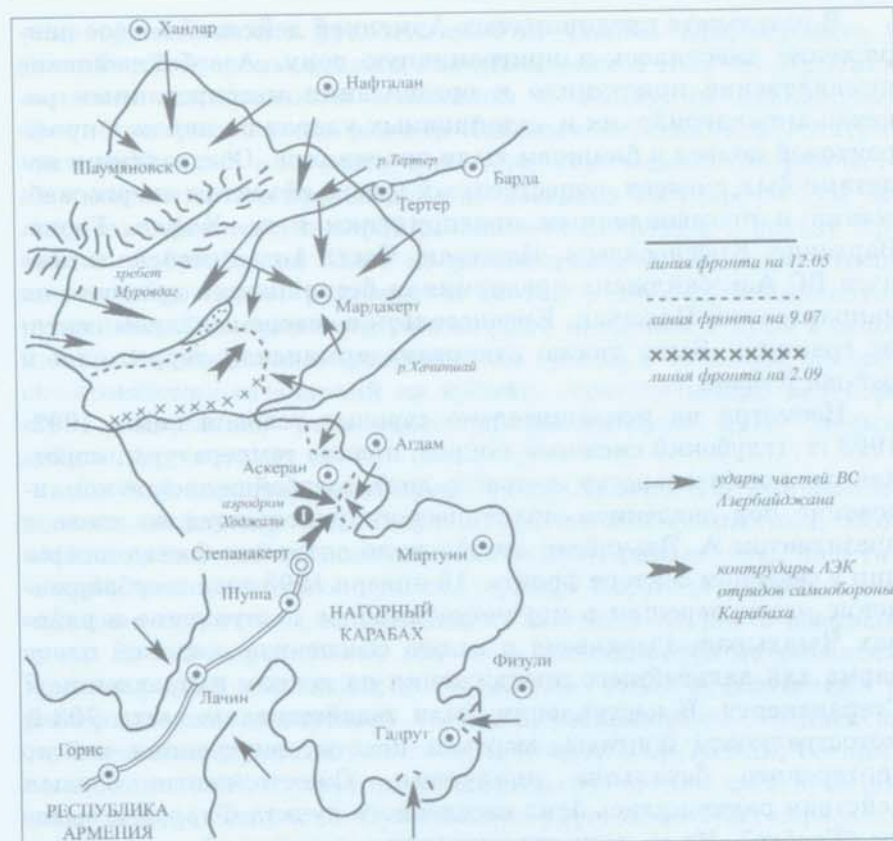 Ханлар
Нафталан
Шаумяновск
р.Тертер
Барда
Тертер
хребет
Муровдаг
Мардакерт
р.Хачинчай
линия фронта на 12.05
линия фронта на 9.07
линия фронта на 2.09
Агдам
Аскеран
аэродром
Ходжалы
Степанакерт
Мартуни
Шуша
НАГОРНЫЙ
КАРАБАХ
удары частей ВС
Азербайджана
контрудары АЭК
отрядов самообороны
Карабаха
Физули
Лачин
Гадрут
Горис
РЕСПУБЛИКА
АРМЕНИЯ